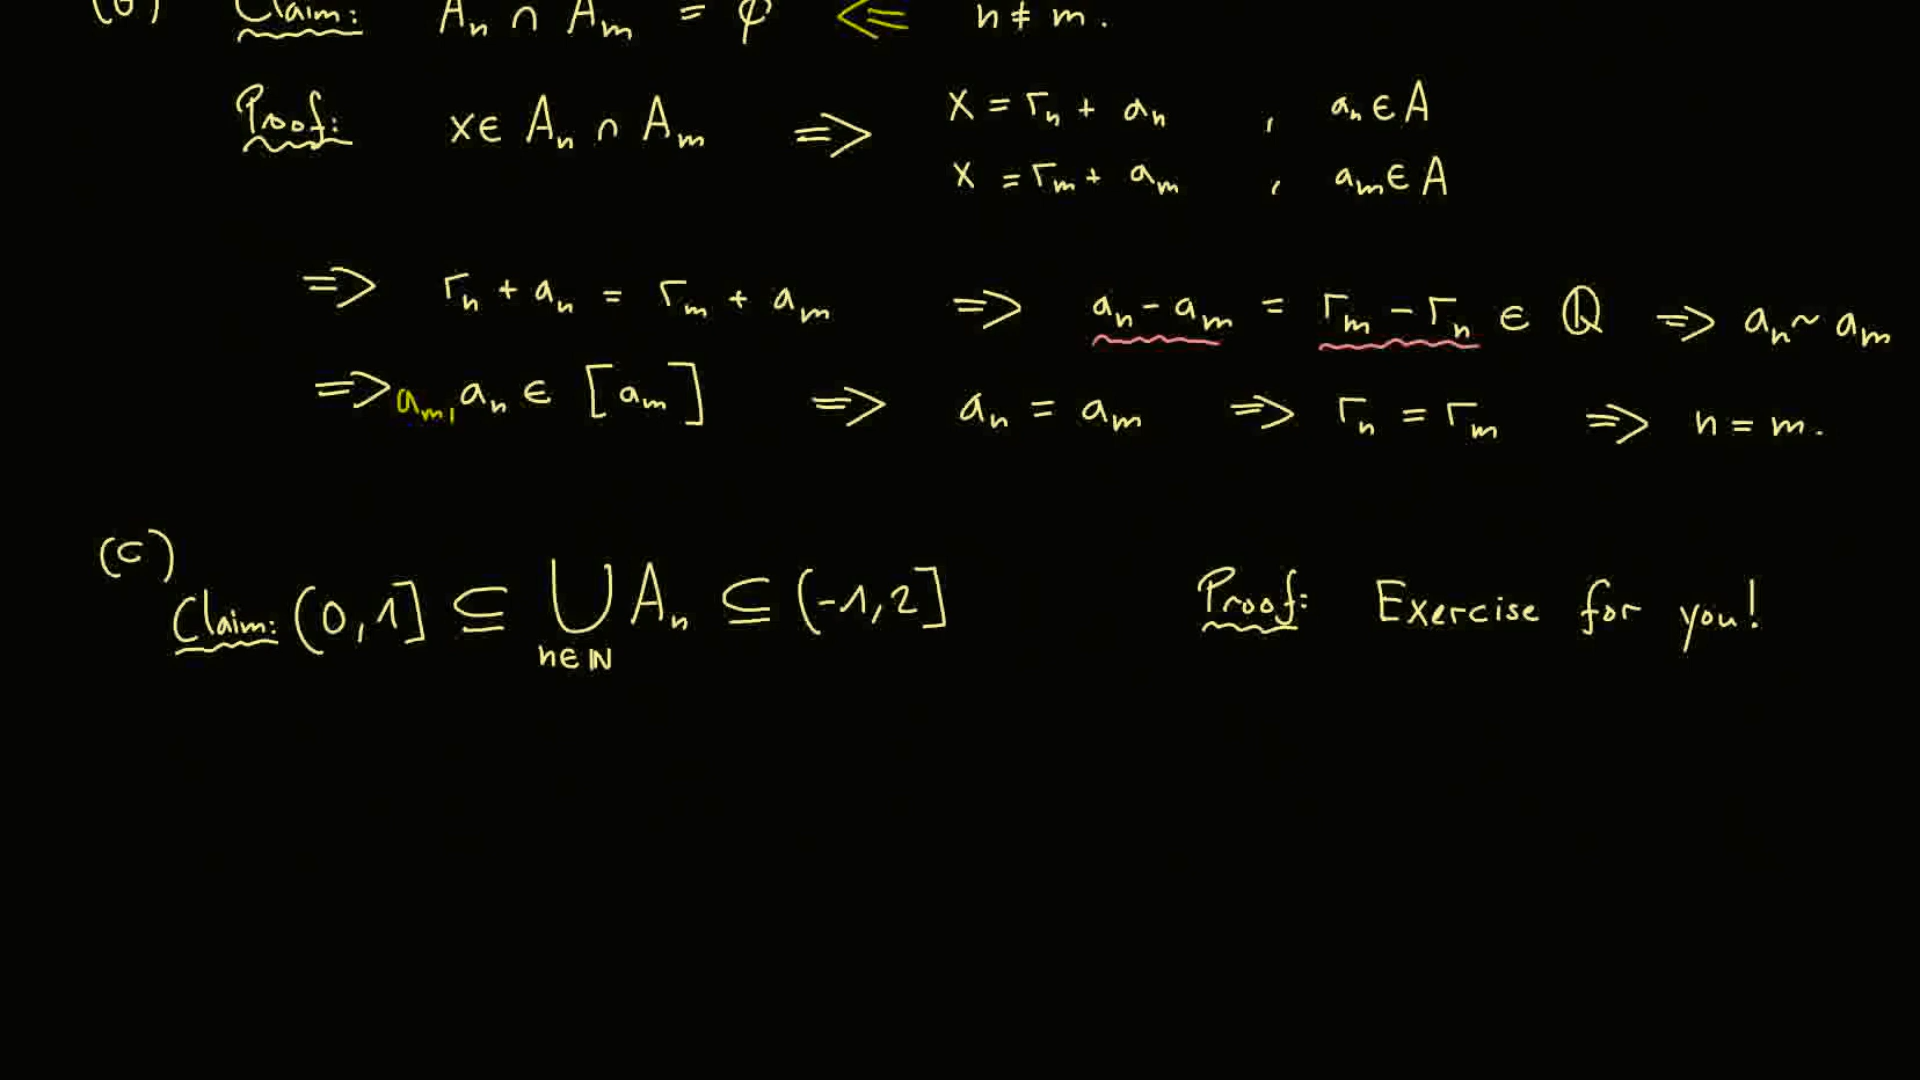 (b) Claim: Aₙ ∩ Aₘ = ∅ ⇐ n ≠ m.
Proof: x ∈ Aₙ ∩ Aₘ ⇒ x = rₙ + aₙ , aₙ ∈ A
x = rₘ + aₘ , aₘ ∈ A
⇒ rₙ + aₙ = rₘ + aₘ ⇒ aₙ - aₘ = rₘ - rₙ ∈ ℚ ⇒ aₙ ~ aₘ
⇒ aₘ, aₙ ∈ [aₘ] ⇒ aₙ = aₘ ⇒ rₙ = rₘ ⇒ n = m.
(c)
Claim: (0,1] ⊆ ⋃ Aₙ ⊆ (-1,2] Proof: Exercise for you!
n∈ℕ